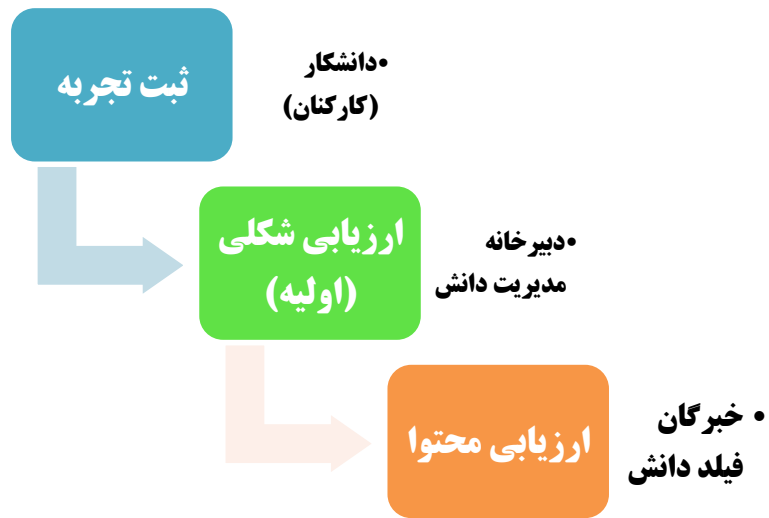 ثبت تجربه
•دانشکار
(کارکنان)
ارزیابی شکلی
(اولیه)
•دبیرخانه
مدیریت دانش
ارزیابی محتوا
• خبرگان
فیلد دانش